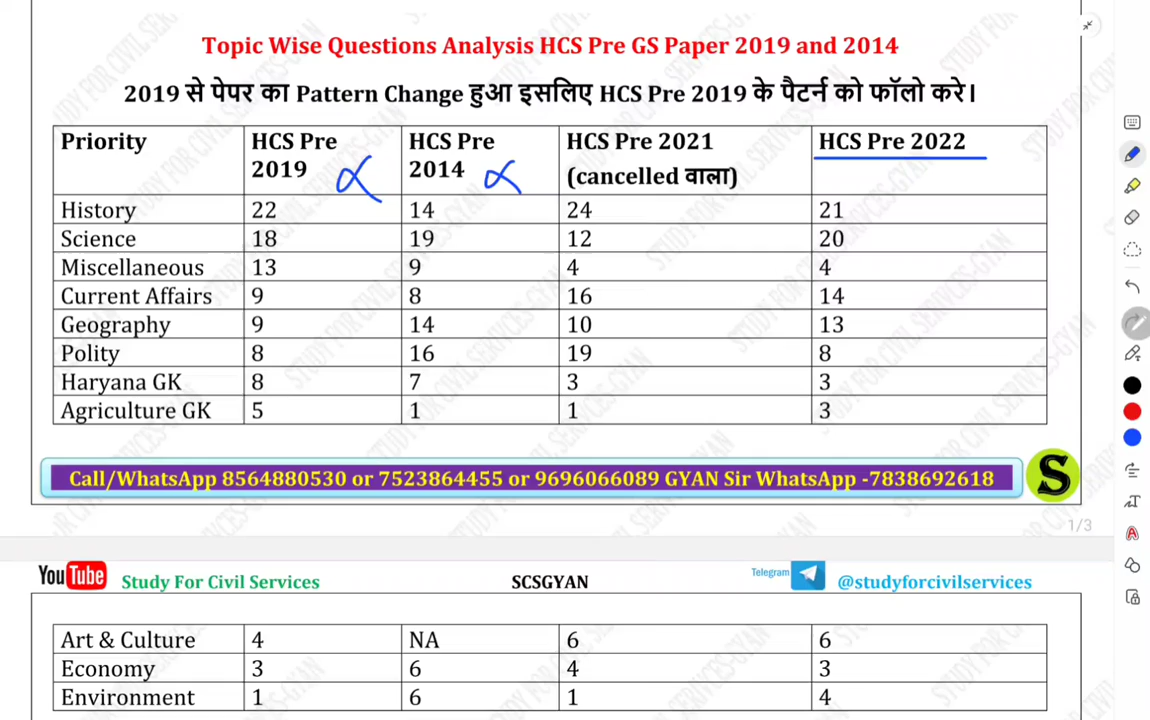 Topic Wise Questions Analysis HCS Pre GS Paper 2019 and 2014
2019 से पेपर का Pattern Change हुआ इसलिए HCS Pre 2019 के पैटर्न को फॉलो करे।
Priority HCS Pre 2019 HCS Pre 2014 HCS Pre 2021 (cancelled वाला) HCS Pre 2022
History 22 14 24 21
Science 18 19 12 20
Miscellaneous 13 9 4 4
Current Affairs 9 8 16 14
Geography 9 14 10 13
Polity 8 16 19 8
Haryana GK 8 7 3 3
Agriculture GK 5 1 1 3
Call/WhatsApp 8564880530 or 7523864455 or 9696066089 GYAN Sir WhatsApp -7838692618
S
1/3
YouTube Study For Civil Services SCSGYAN Telegram @studyforcivilservices
Art & Culture 4 NA 6 6
Economy 3 6 4 3
Environment 1 6 1 4
STUDY FOR CIVIL SERVICES-GYAN